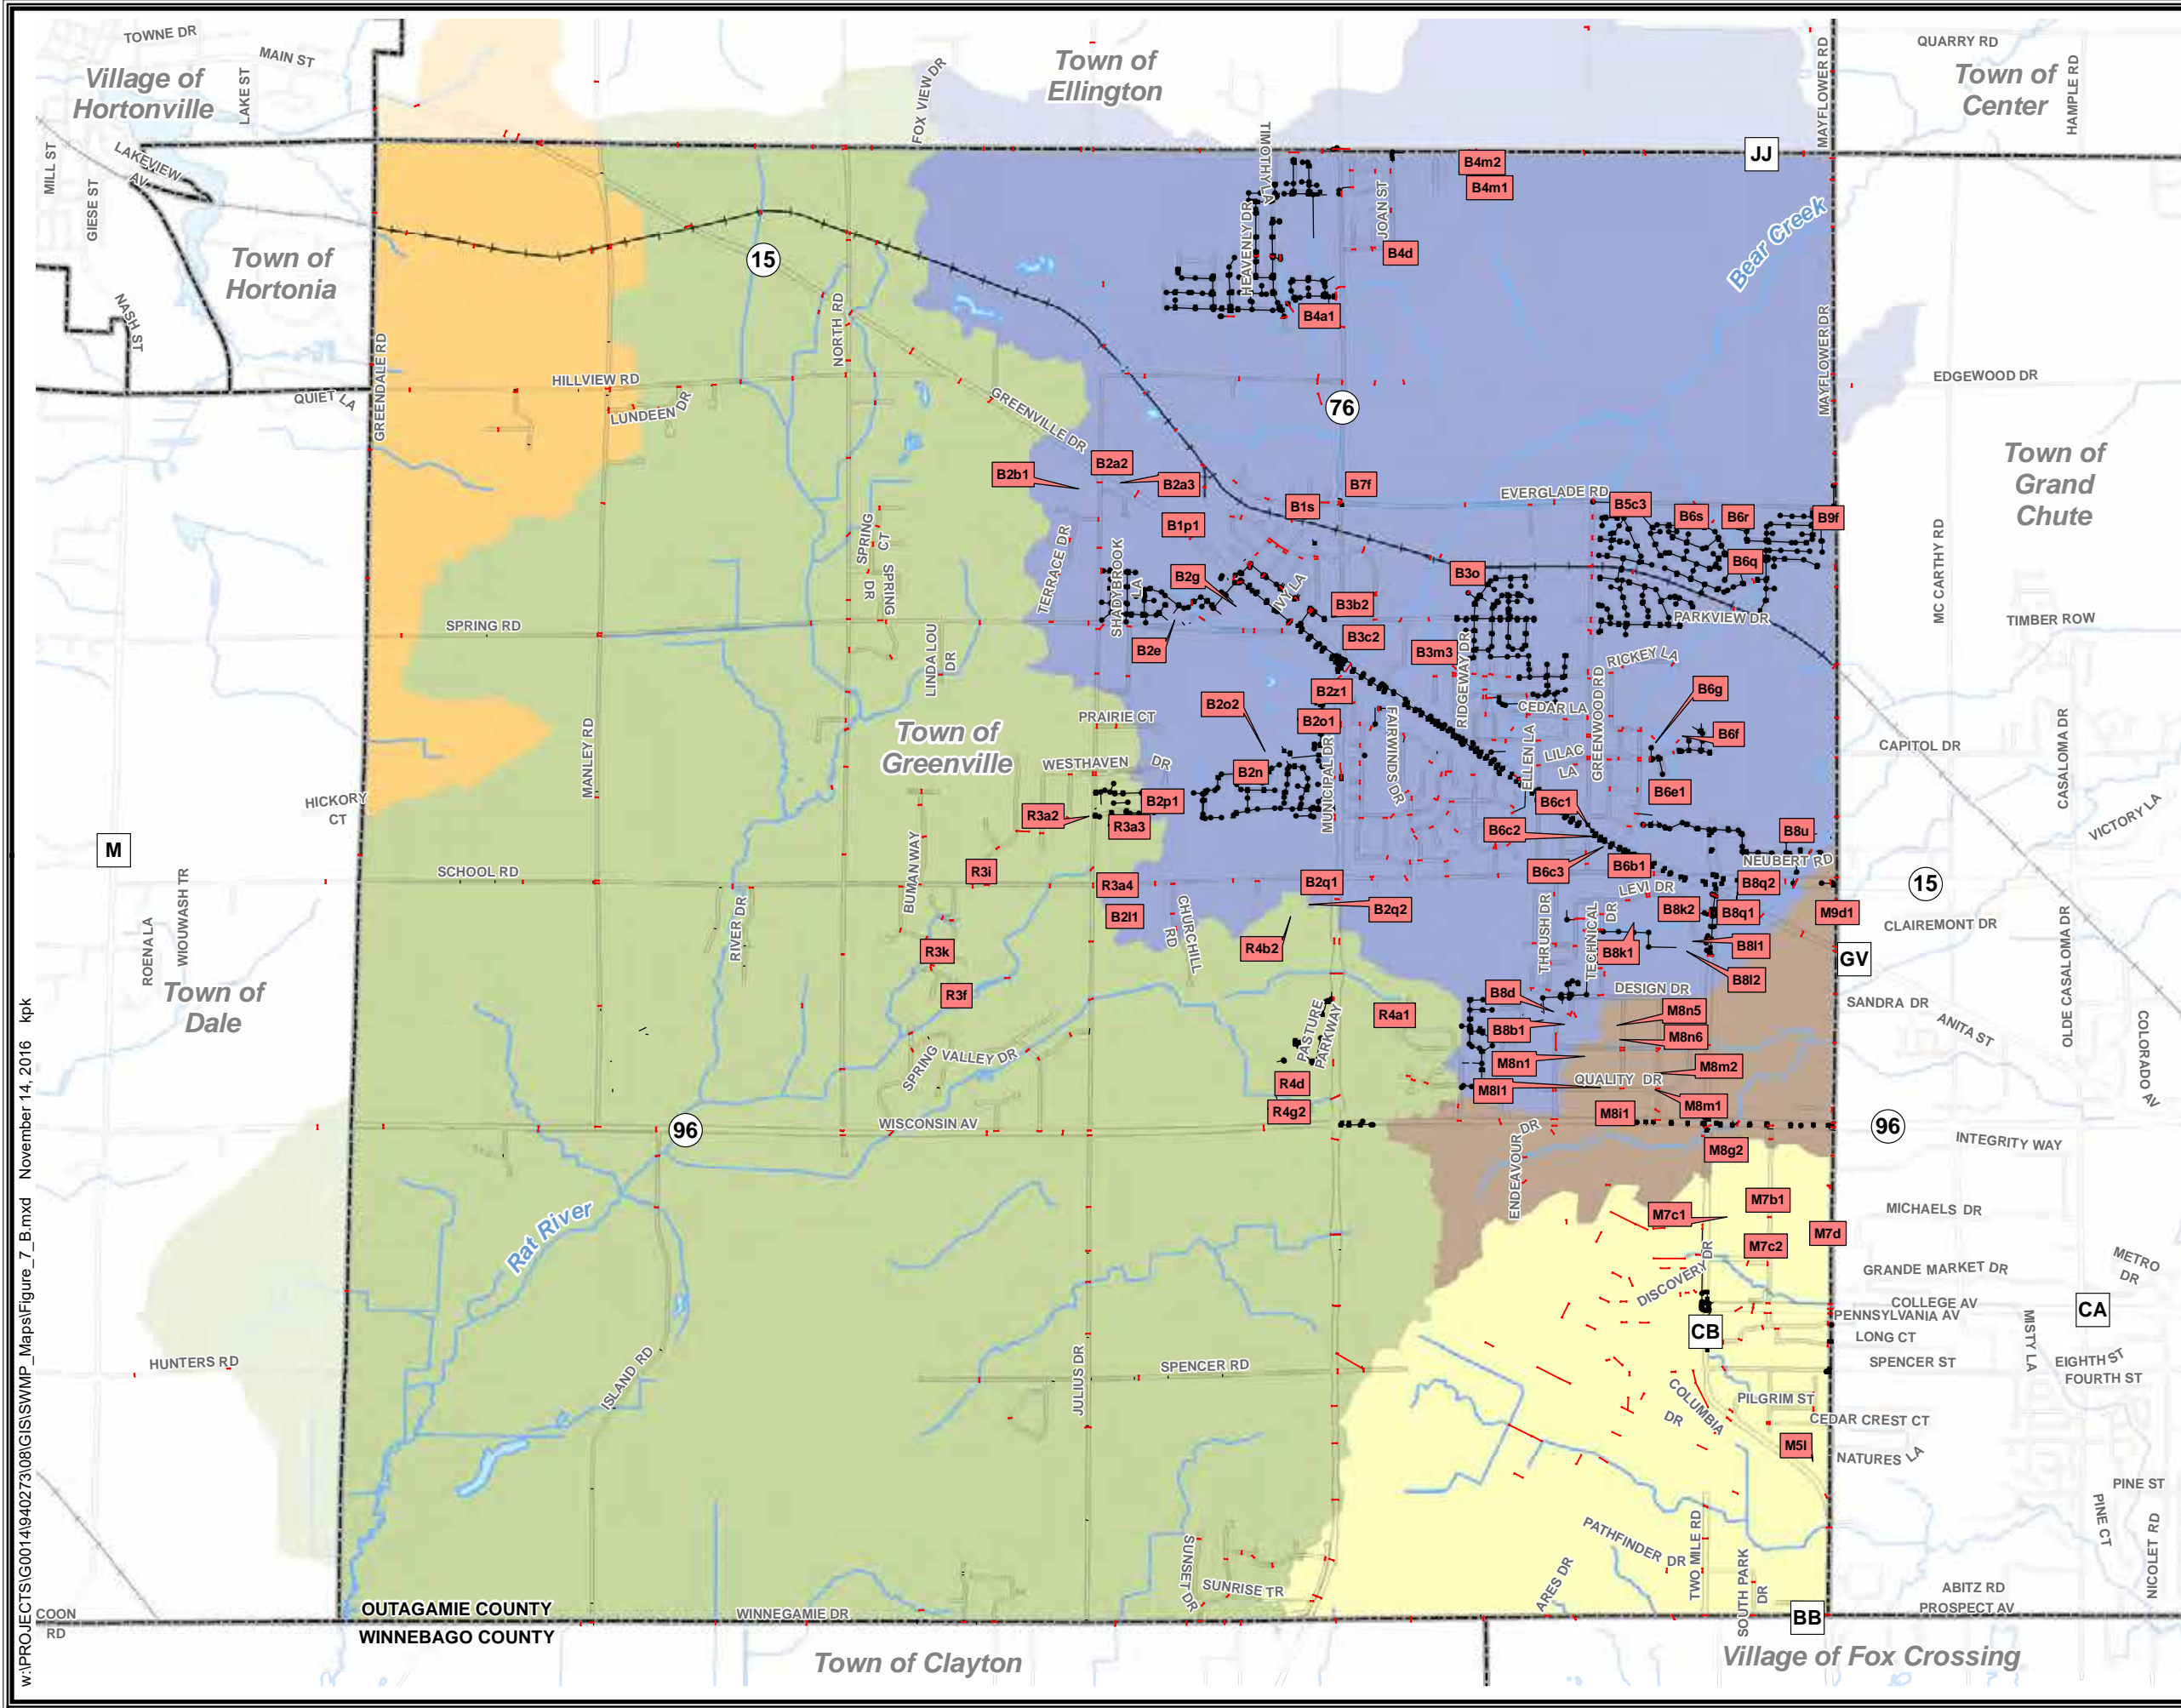 TOWNE DR
MAIN ST
LAKE ST
Village of
Hortonville
Town of
Ellington
FOX VIEW DR
MAYFLOWER RD
QUARRY RD
Town of
Center
HAMPLE RD
MILL ST
LAKEVIEW
AV
GIESE ST
TIMOTHY LA
JOAN ST
B4m2
B4m1
JJ
Bear Creek
Town of
Hortonia
NASH ST
15
NORTH RD
HEAVENLY DR
B4d
B4a1
MAYFLOWER DR
GREENDALE RD
HILLVIEW RD
QUIET LA
LUNDEEN DR
GREENVILLE DR
76
EDGEWOOD DR
Town of
Grand
Chute
B2b1
B2a2
B2a3
B7f
B1s
B1p1
EVERGLADE RD
B5c3
B6s
B6r
B9f
B6q
SPRING
CT
SPRING
DR
TERRACE DR
SHADYBROOK
LA
B2g
IVY LA
B3o
B3b2
B3c2
B3m3
B2e
PARKVIEW DR
MC CARTHY RD
TIMBER ROW
SPRING RD
LINDA LOU
DR
RIDGEWAY DR
RICKEY LA
GREENWOOD RD
B6g
B6f
B2z1
B2o2
B2o1
CEDAR LA
PRAIRIE CT
Town of
Greenville
MANLEY RD
WESTHAVEN DR
B2n
MUNICIPAL DR
FAIRWINDS DR
ELLEN LA
LILAC
LA
CAPITOL DR
CASALOMA DR
VICTORY LA
HICKORY
CT
B2p1
R3a2
R3a3
B6e1
B6c1
B6c2
B6c3
B6b1
B8u
NEUBERT RD
M
SCHOOL RD
BUMAN WAY
R3i
R3a4
B2l1
B2q1
B2q2
LEVI DR
B8q2
B8k2
B8q1
M9d1
15
CLAIREMONT DR
ROENA LA
WIOUWASH TR
RIVER DR
CHURCHILL
RD
R4b2
R3k
R3f
THRUSH DR
TECHNICAL
DR
B8k1
B8l1
B8l2
GV
Town of
Dale
SPRING VALLEY DR
PASTURE
PARKWAY
R4a1
B8d
B8b1
DESIGN DR
M8n5
M8n6
SANDRA DR
ANITA ST
OLDE CASALOMA DR
COLORADO AV
M8n1
M8m2
QUALITY DR
M8l1
M8m1
R4d
R4g2
M8i1
96
WISCONSIN AV
96
ENDEAVOUR DR
M8g2
INTEGRITY WAY
Rat River
M7b1
M7c1
M7d
M7c2
MICHAELS DR
METRO
DR
GRANDE MARKET DR
DISCOVERY DR
COLLEGE AV
PENNSYLVANIA AV
CA
CB
LONG CT
MISTY LA
HUNTERS RD
ISLAND RD
JULIUS DR
SPENCER RD
SPENCER ST
EIGHTH ST
FOURTH ST
COLUMBIA
DR
PILGRIM ST
CEDAR CREST CT
M5l
NATURES LA
PINE ST
PINE CT
NICOLET RD
PATHFINDER DR
TWO MILE RD
SOUTH PARK
DR
ARES DR
SUNSET DR
SUNRISE TR
ABITZ RD
PROSPECT AV
COON
RD
OUTAGAMIE COUNTY
WINNEBAGO COUNTY
WINNEGAMIE DR
BB
Town of Clayton
Village of Fox Crossing
w:\PROJECTS\G0014\940273\08\GIS\SWMP_Maps\Figure_7_B.mxd November 14, 2016 kpk